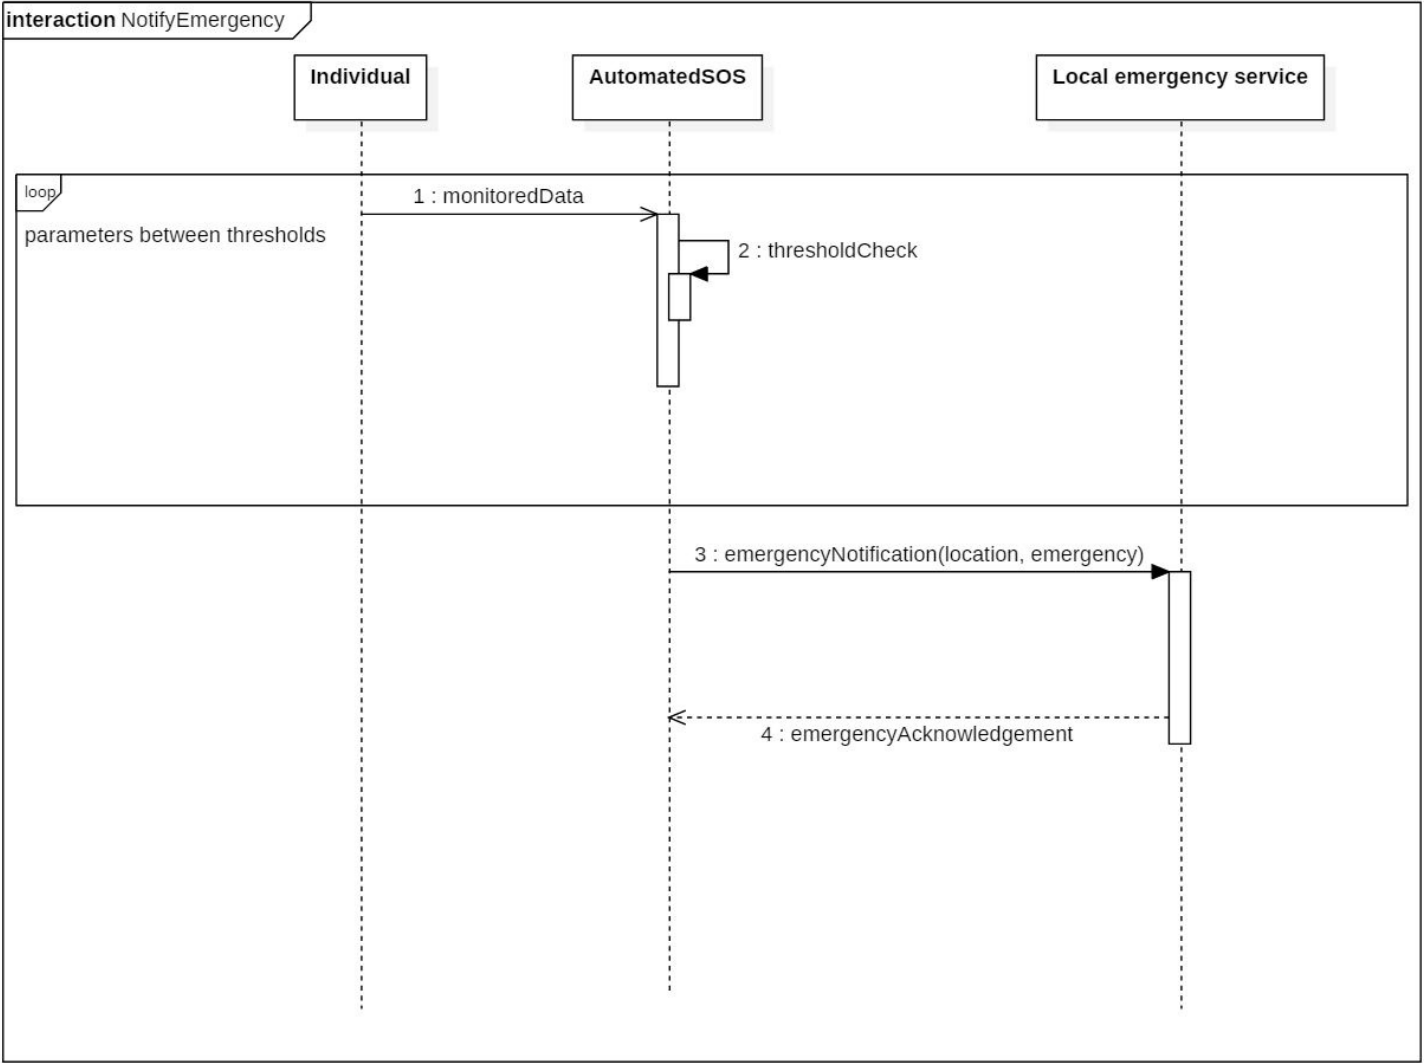 interaction NotifyEmergency
Individual
AutomatedSOS
Local emergency service
loop
1 : monitoredData
parameters between thresholds
2 : thresholdCheck
3 : emergencyNotification(location, emergency)
4 : emergencyAcknowledgement